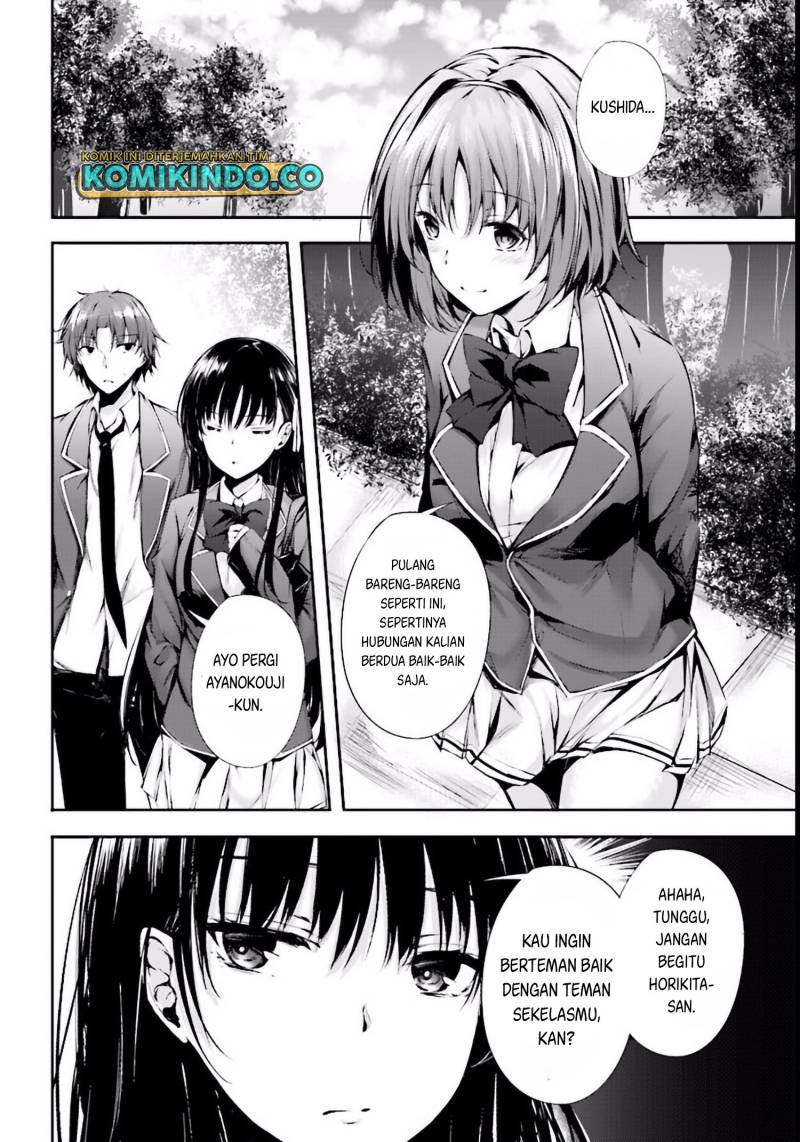 KUSHIDA...
KOMIK INI DITERJEMAHKAN TIM
KOMIKINDO.CO
PULANG
BARENG-BARENG
SEPERTI INI,
SEPERTINYA
HUBUNGAN KALIAN
BERDUA BAIK-BAIK
SAJA.
AYO PERGI
AYANOKOUJI
-KUN.
AHAHA,
TUNGGU,
JANGAN
BEGITU
HORIKITA-
SAN.
KAU INGIN
BERTEMAN BAIK
DENGAN TEMAN
SEKELASMU,
KAN?